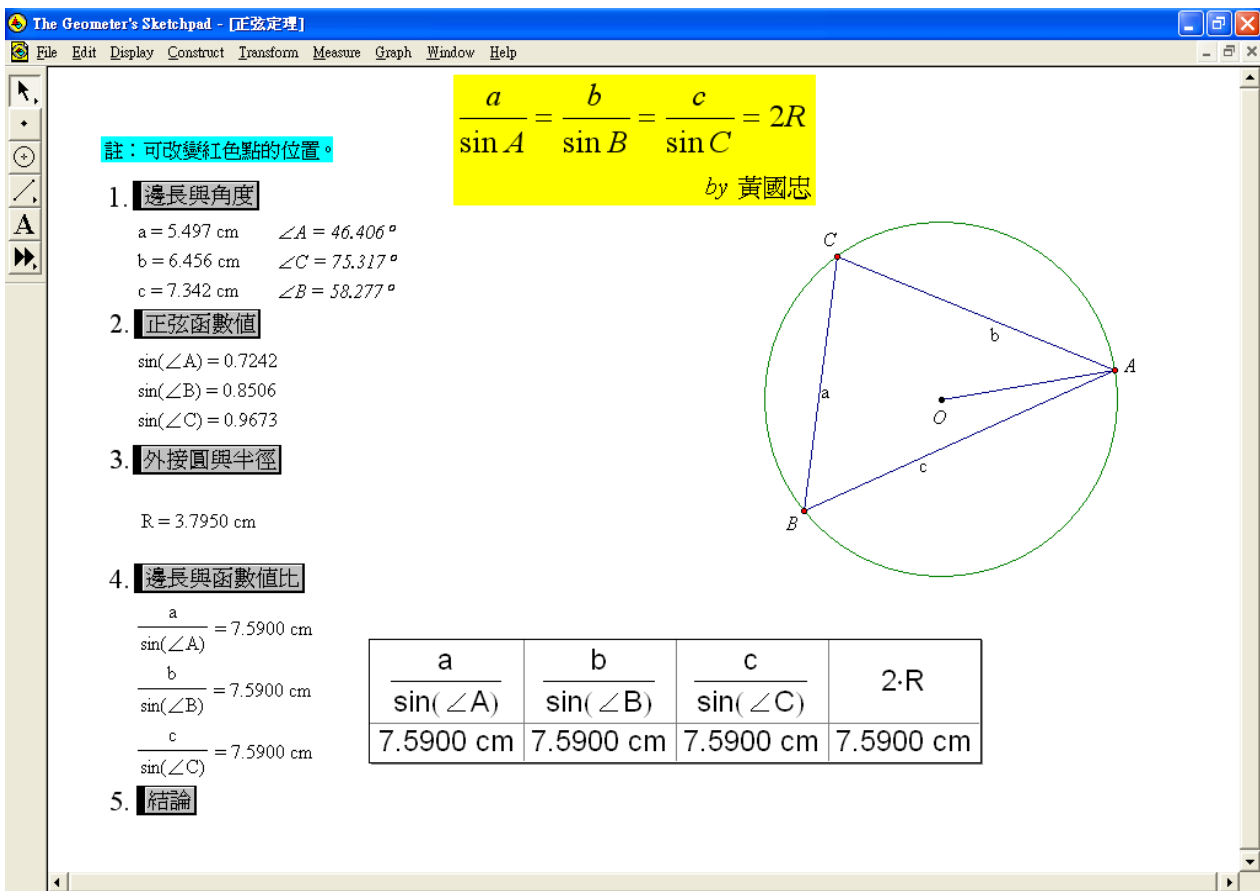 The Geometer's Sketchpad - [正弦定理]
File Edit Display Construct Transform Measure Graph Window Help
a/sin A = b/sin B = c/sin C = 2R
by 黃國忠
註：可改變紅色點的位置。
1. 邊長與角度
a = 5.497 cm ∠A = 46.406°
b = 6.456 cm ∠C = 75.317°
c = 7.342 cm ∠B = 58.277°
2. 正弦函數值
sin(∠A) = 0.7242
sin(∠B) = 0.8506
sin(∠C) = 0.9673
3. 外接圓與半徑
R = 3.7950 cm
4. 邊長與函數值比
a/sin(∠A) = 7.5900 cm
b/sin(∠B) = 7.5900 cm
c/sin(∠C) = 7.5900 cm
5. 結論
C
b
A
a
O
c
B
a/sin(∠A) b/sin(∠B) c/sin(∠C) 2·R
7.5900 cm 7.5900 cm 7.5900 cm 7.5900 cm
A